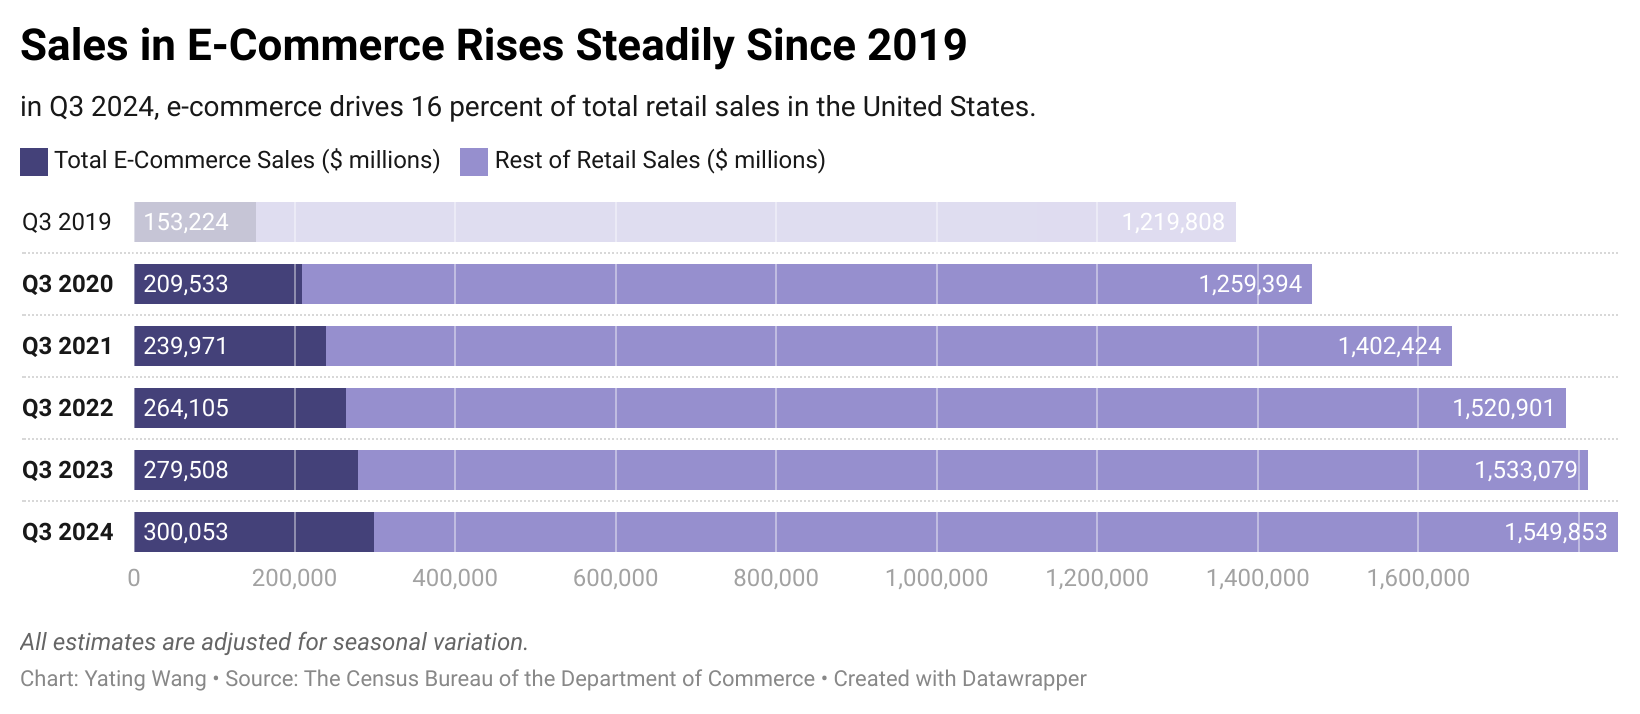 Sales in E-Commerce Rises Steadily Since 2019
in Q3 2024, e-commerce drives 16 percent of total retail sales in the United States.
Total E-Commerce Sales ($ millions) Rest of Retail Sales ($ millions)
Q3 2019 153,224 1,219,808
Q3 2020 209,533 1,259,394
Q3 2021 239,971 1,402,424
Q3 2022 264,105 1,520,901
Q3 2023 279,508 1,533,079
Q3 2024 300,053 1,549,853
0 200,000 400,000 600,000 800,000 1,000,000 1,200,000 1,400,000 1,600,000
All estimates are adjusted for seasonal variation.
Chart: Yating Wang • Source: The Census Bureau of the Department of Commerce • Created with Datawrapper